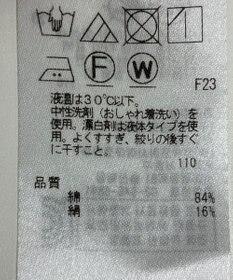 F
W
F23
液温は30℃以下。
中性洗剤（おしゃれ着洗い）を
使用。漂白剤は液体タイプを使
用。よくすすぎ、絞りの後すぐ
に干すこと。
110
品質
綿 84%
絹 16%